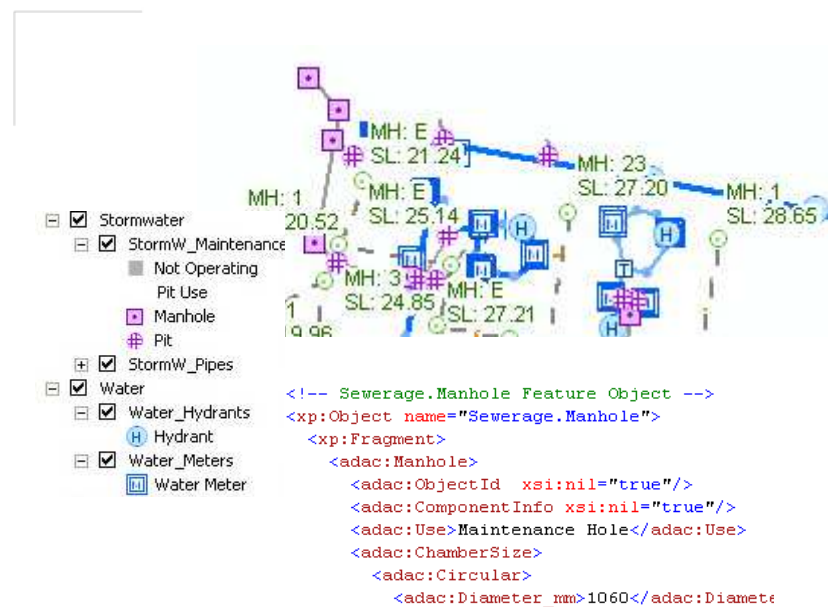 MH: E
SL: 21.24
MH: 23
SL: 27.20
MH: 1
20.52
MH: E
SL: 25.14
MH: 1
SL: 28.65
H
H
MH: 3
SL: 24.85
MH: E
SL: 27.21
T
1
19.96
H
Stormwater
StormW_Maintenance
Not Operating
Pit Use
Manhole
Pit
StormW_Pipes
Water
Water_Hydrants
H Hydrant
Water_Meters
M Water Meter
<!-- Sewerage.Manhole Feature Object -->
<xp:Object name="Sewerage.Manhole">
<xp:Fragment>
<adac:Manhole>
<adac:ObjectId xsi:nil="true"/>
<adac:ComponentInfo xsi:nil="true"/>
<adac:Use>Maintenance Hole</adac:Use>
<adac:ChamberSize>
<adac:Circular>
<adac:Diameter_mm>1060</adac:Diamete